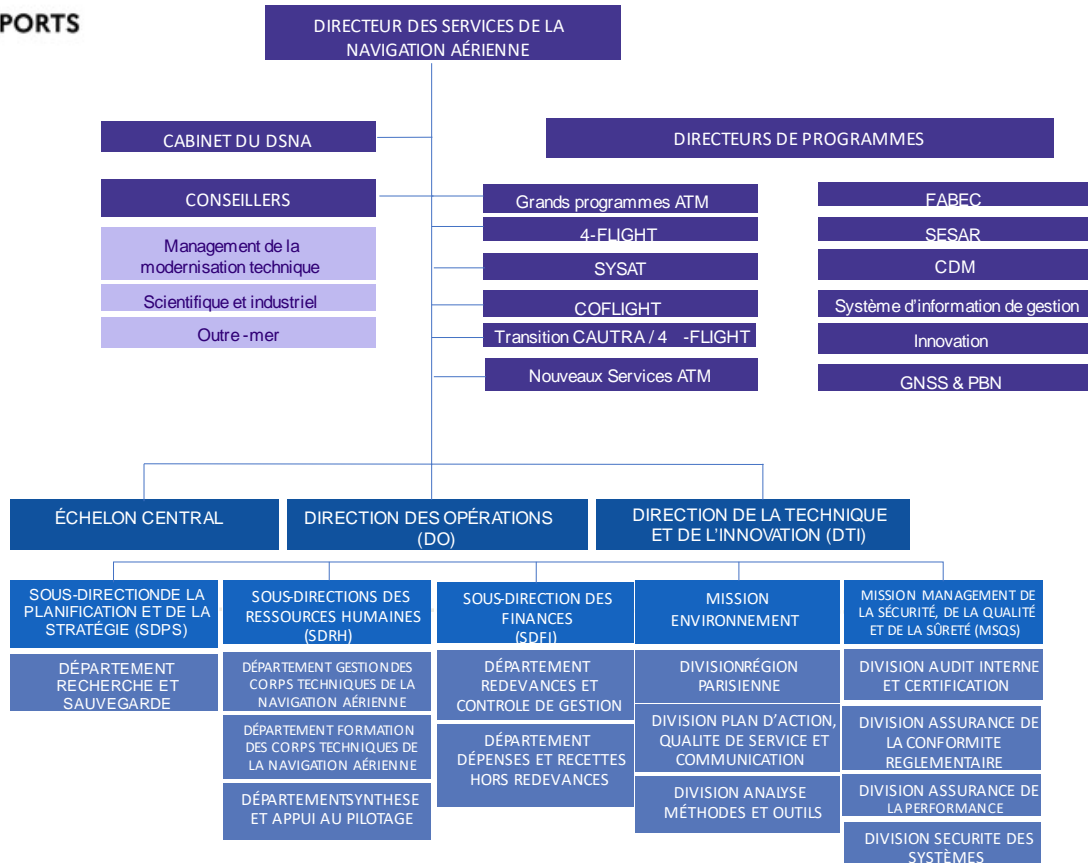 PORTS
DIRECTEUR DES SERVICES DE LA
NAVIGATION AÉRIENNE
CABINET DU DSNA
DIRECTEURS DE PROGRAMMES
CONSEILLERS
Management de la
modernisation technique
Scientifique et industriel
Outre -mer
Grands programmes ATM
4-FLIGHT
SYSAT
COFLIGHT
Transition CAUTRA / 4 -FLIGHT
Nouveaux Services ATM
FABEC
SESAR
CDM
Système d'information de gestion
Innovation
GNSS & PBN
ÉCHELON CENTRAL
DIRECTION DES OPÉRATIONS
(DO)
DIRECTION DE LA TECHNIQUE
ET DE L'INNOVATION (DTI)
SOUS-DIRECTIONDE LA
PLANIFICATION ET DE LA
STRATÉGIE (SDPS)
DÉPARTEMENT
RECHERCHE ET
SAUVEGARDE
SOUS-DIRECTIONS DES
RESSOURCES HUMAINES
(SDRH)
DÉPARTEMENT GESTIONDES
CORPS TECHNIQUES DE LA
NAVIGATION AÉRIENNE
DÉPARTEMENT FORMATION
DES CORPS TECHNIQUES DE
LA NAVIGATION AÉRIENNE
DÉPARTEMENTSYNTHESE
ET APPUI AU PILOTAGE
SOUS-DIRECTION DES
FINANCES
(SDFI)
DÉPARTEMENT
REDEVANCES ET
CONTROLE DE GESTION
DÉPARTEMENT
DÉPENSES ET RECETTES
HORS REDEVANCES
MISSION
ENVIRONNEMENT
DIVISIONRÉGION
PARISIENNE
DIVISION PLAN D'ACTION,
QUALITE DE SERVICE ET
COMMUNICATION
DIVISION ANALYSE
MÉTHODES ET OUTILS
MISSION MANAGEMENT DE
LA SÉCURITÉ, DE LA QUALITÉ
ET DE LA SÛRETÉ (MSQS)
DIVISION AUDIT INTERNE
ET CERTIFICATION
DIVISION ASSURANCE DE
LA CONFORMITE
REGLEMENTAIRE
DIVISION ASSURANCE DE
LA PERFORMANCE
DIVISION SECURITE DES
SYSTÈMES